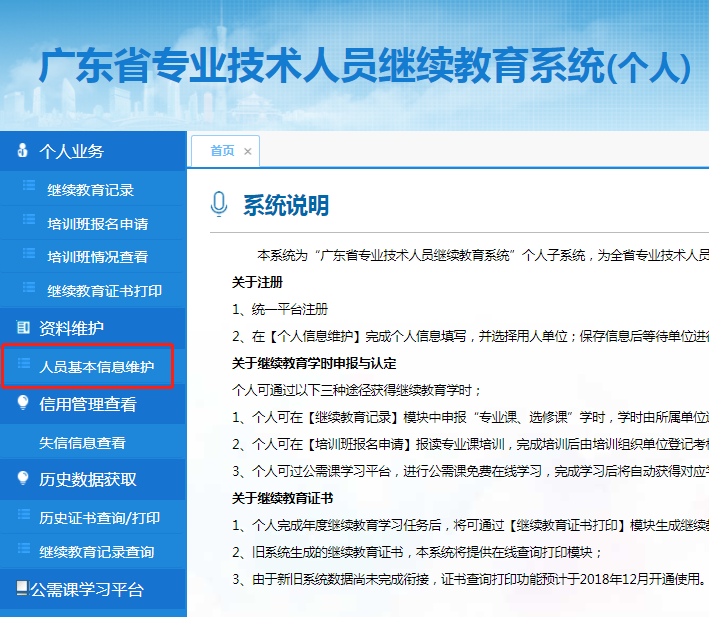 广东省专业技术人员继续教育系统(个人)
个人业务
继续教育记录
培训班报名申请
培训班情况查看
继续教育证书打印
资料维护
人员基本信息维护
信用管理查看
失信信息查看
历史数据获取
历史证书查询/打印
继续教育记录查询
公需课学习平台
首页 ×
系统说明
本系统为“广东省专业技术人员继续教育系统”个人子系统，为全省专业技术人员
关于注册
1、统一平台注册
2、在【个人信息维护】完成个人信息填写，并选择用人单位；保存信息后等待单位进行
关于继续教育学时申报与认定
个人可通过以下三种途径获得继续教育学时；
1、个人可在【继续教育记录】模块中申报“专业课、选修课”学时，学时由所属单位
2、个人可在【培训班报名申请】报读专业课培训，完成培训后由培训组织单位登记考
3、个人可过公需课学习平台，进行公需课免费在线学习，完成学习后将自动获得对应
关于继续教育证书
1、个人完成年度继续教育学习任务后，将可通过【继续教育证书打印】模块生成继续
2、旧系统生成的继续教育证书，本系统将提供在线查询打印模块；
3、由于新旧系统数据尚未完成衔接，证书查询打印功能预计于2018年12月开通使用。